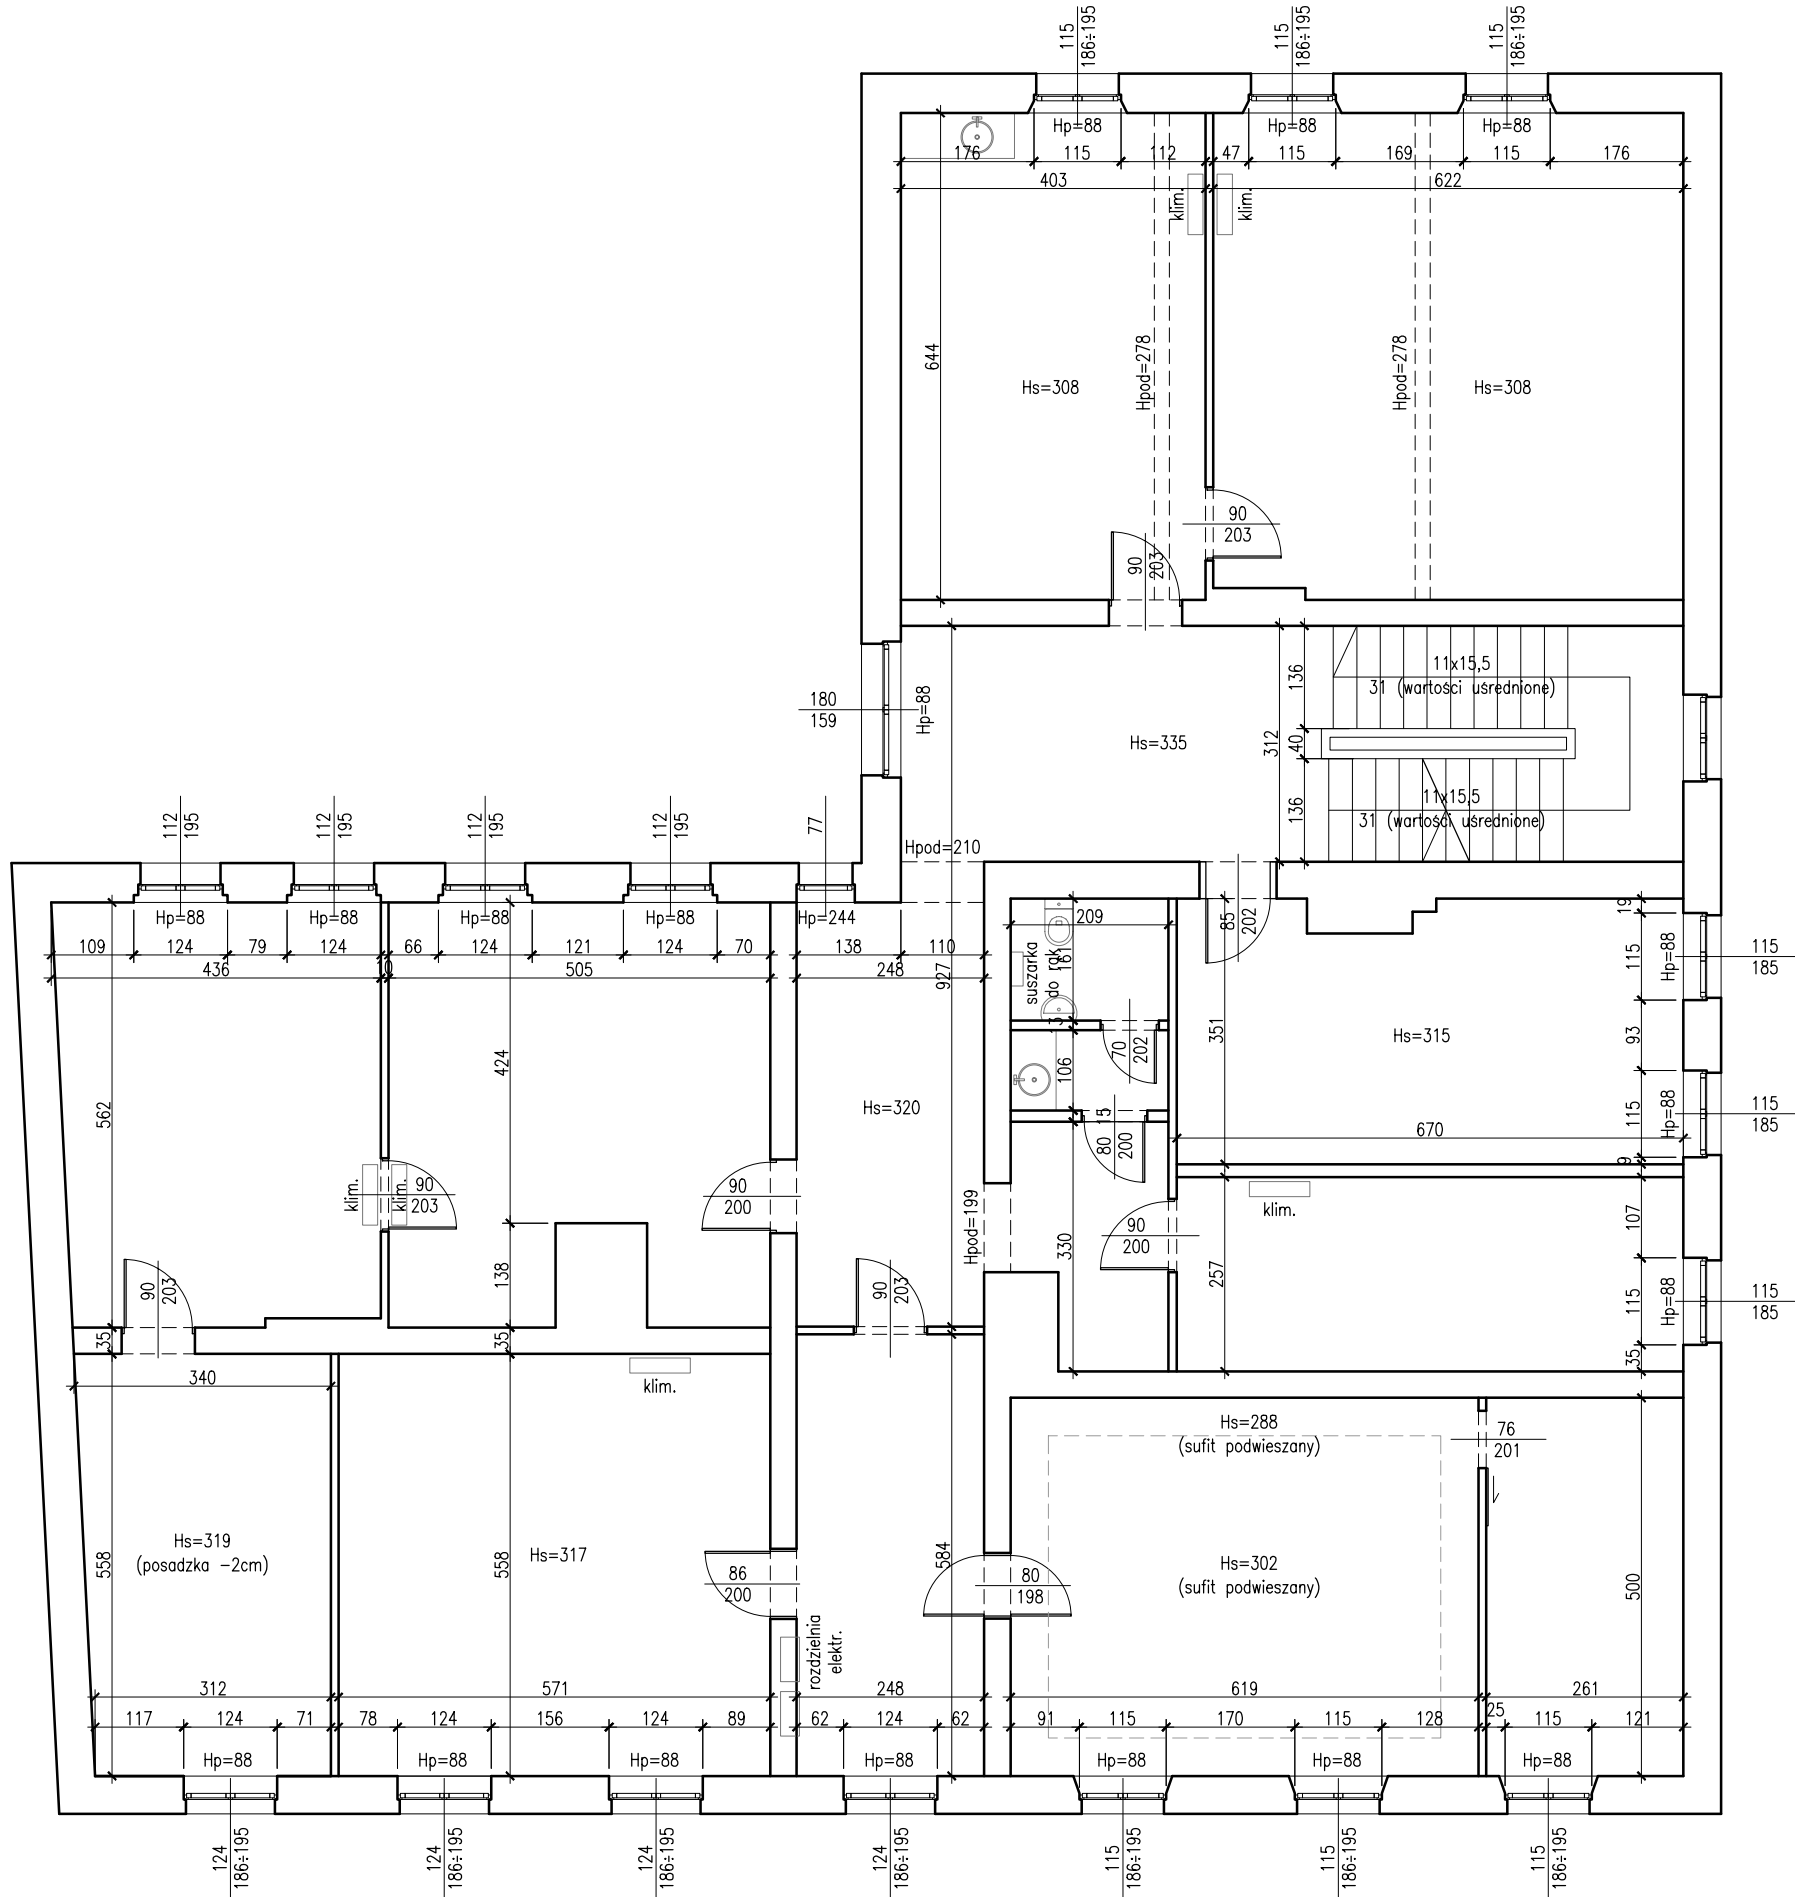 115
186÷195
115
186÷195
115
186÷195
Hp=88
Hp=88
Hp=88
176
115
112
47
115
169
115
176
403
622
klim.
klim.
644
Hs=308
Hpod=278
Hpod=278
Hs=308
90
203
90
203
180
159
Hp=88
Hs=335
312
136
40
136
11x15,5
31 (wartości uśrednione)
11x15,5
31 (wartości uśrednione)
112
195
112
195
112
195
112
195
77
Hpod=210
Hp=88
Hp=88
Hp=88
Hp=88
Hp=244
109
124
79
124
66
124
121
124
70
138
110
436
505
248
927
209
suszarka
do rąk
161
3
106
70
202
15
80
200
85
202
351
Hs=315
670
19
115
93
115
9
Hp=88
115
185
Hp=88
115
185
562
424
138
Hs=320
klim.
klim.
90
203
90
200
90
203
90
203
Hpod=199
330
90
200
257
klim.
107
115
35
Hp=88
115
185
35
35
340
klim.
Hs=288
(sufit podwieszany)
76
201
Hs=319
(posadzka -2cm)
558
Hs=317
558
86
200
584
80
198
Hs=302
(sufit podwieszany)
500
rozdzielnia
elektr.
312
571
248
619
261
117
124
71
78
124
156
124
89
62
124
62
91
115
170
115
128
25
115
121
Hp=88
Hp=88
Hp=88
Hp=88
Hp=88
Hp=88
Hp=88
124
186÷195
124
186÷195
124
186÷195
124
186÷195
115
186÷195
115
186÷195
115
186÷195